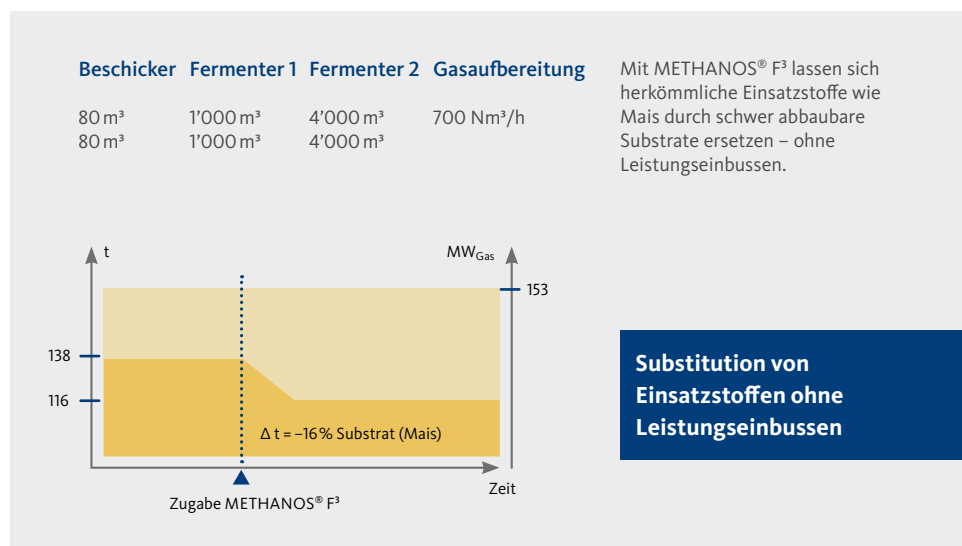 Beschicker Fermenter 1 Fermenter 2 Gasaufbereitung
80 m³ 1’000 m³ 4’000 m³ 700 Nm³/h
80 m³ 1’000 m³ 4’000 m³
Mit METHANOS® F³ lassen sich
herkömmliche Einsatzstoffe wie
Mais durch schwer abbaubare
Substrate ersetzen – ohne
Leistungseinbussen.
t
MW_Gas
153
138
116
Δ t = –16 % Substrat (Mais)
Zeit
Zugabe METHANOS® F³
Substitution von
Einsatzstoffen ohne
Leistungseinbussen